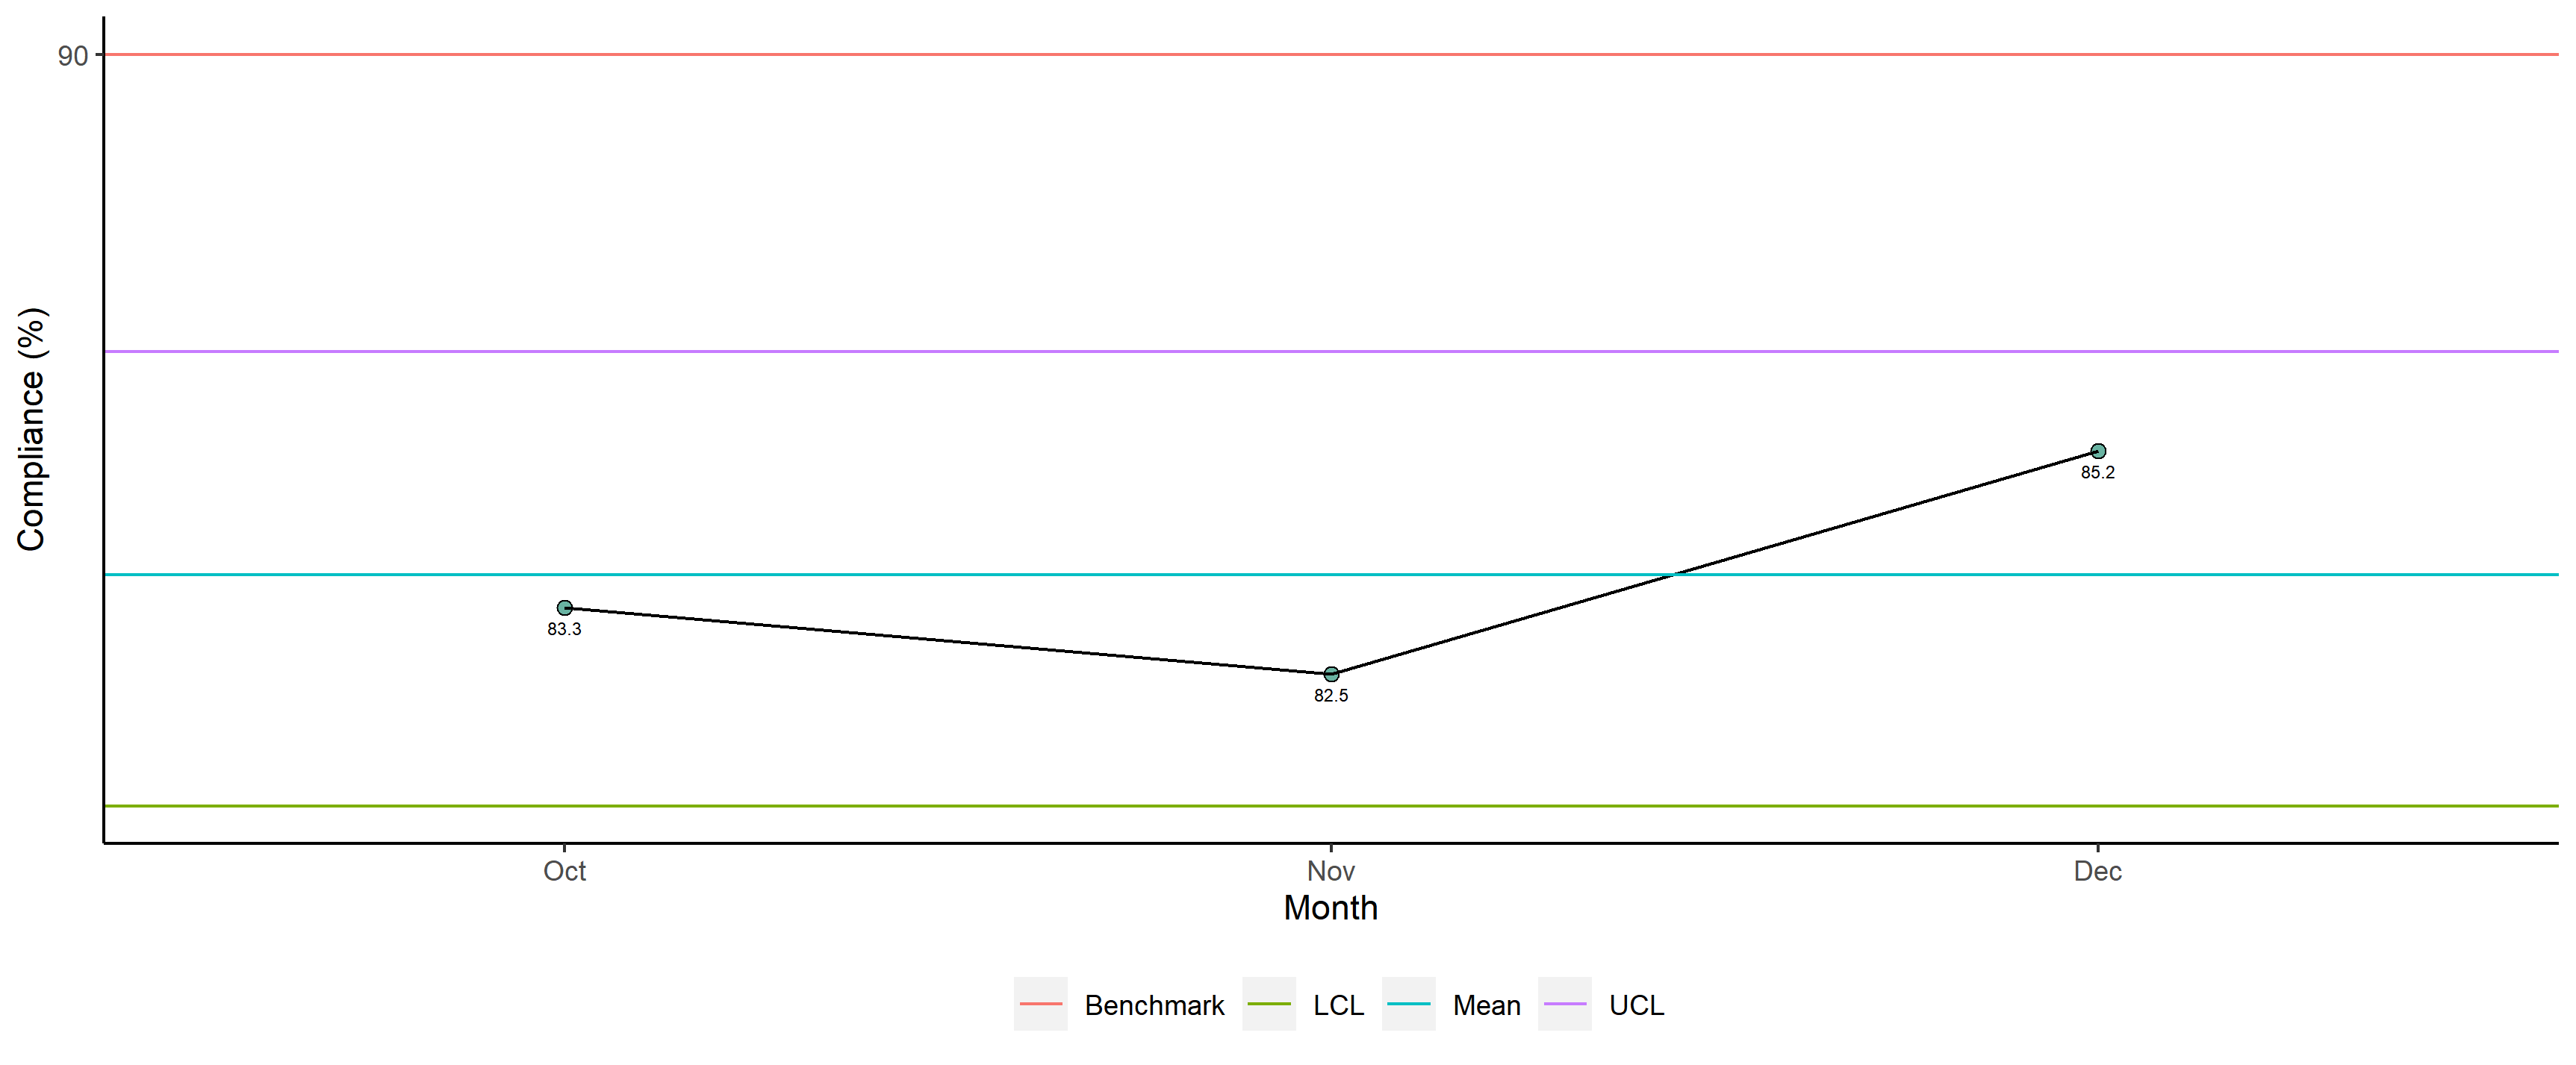 90
Compliance (%)
85.2
83.3
82.5
Oct Nov Dec
Month
Benchmark LCL Mean UCL